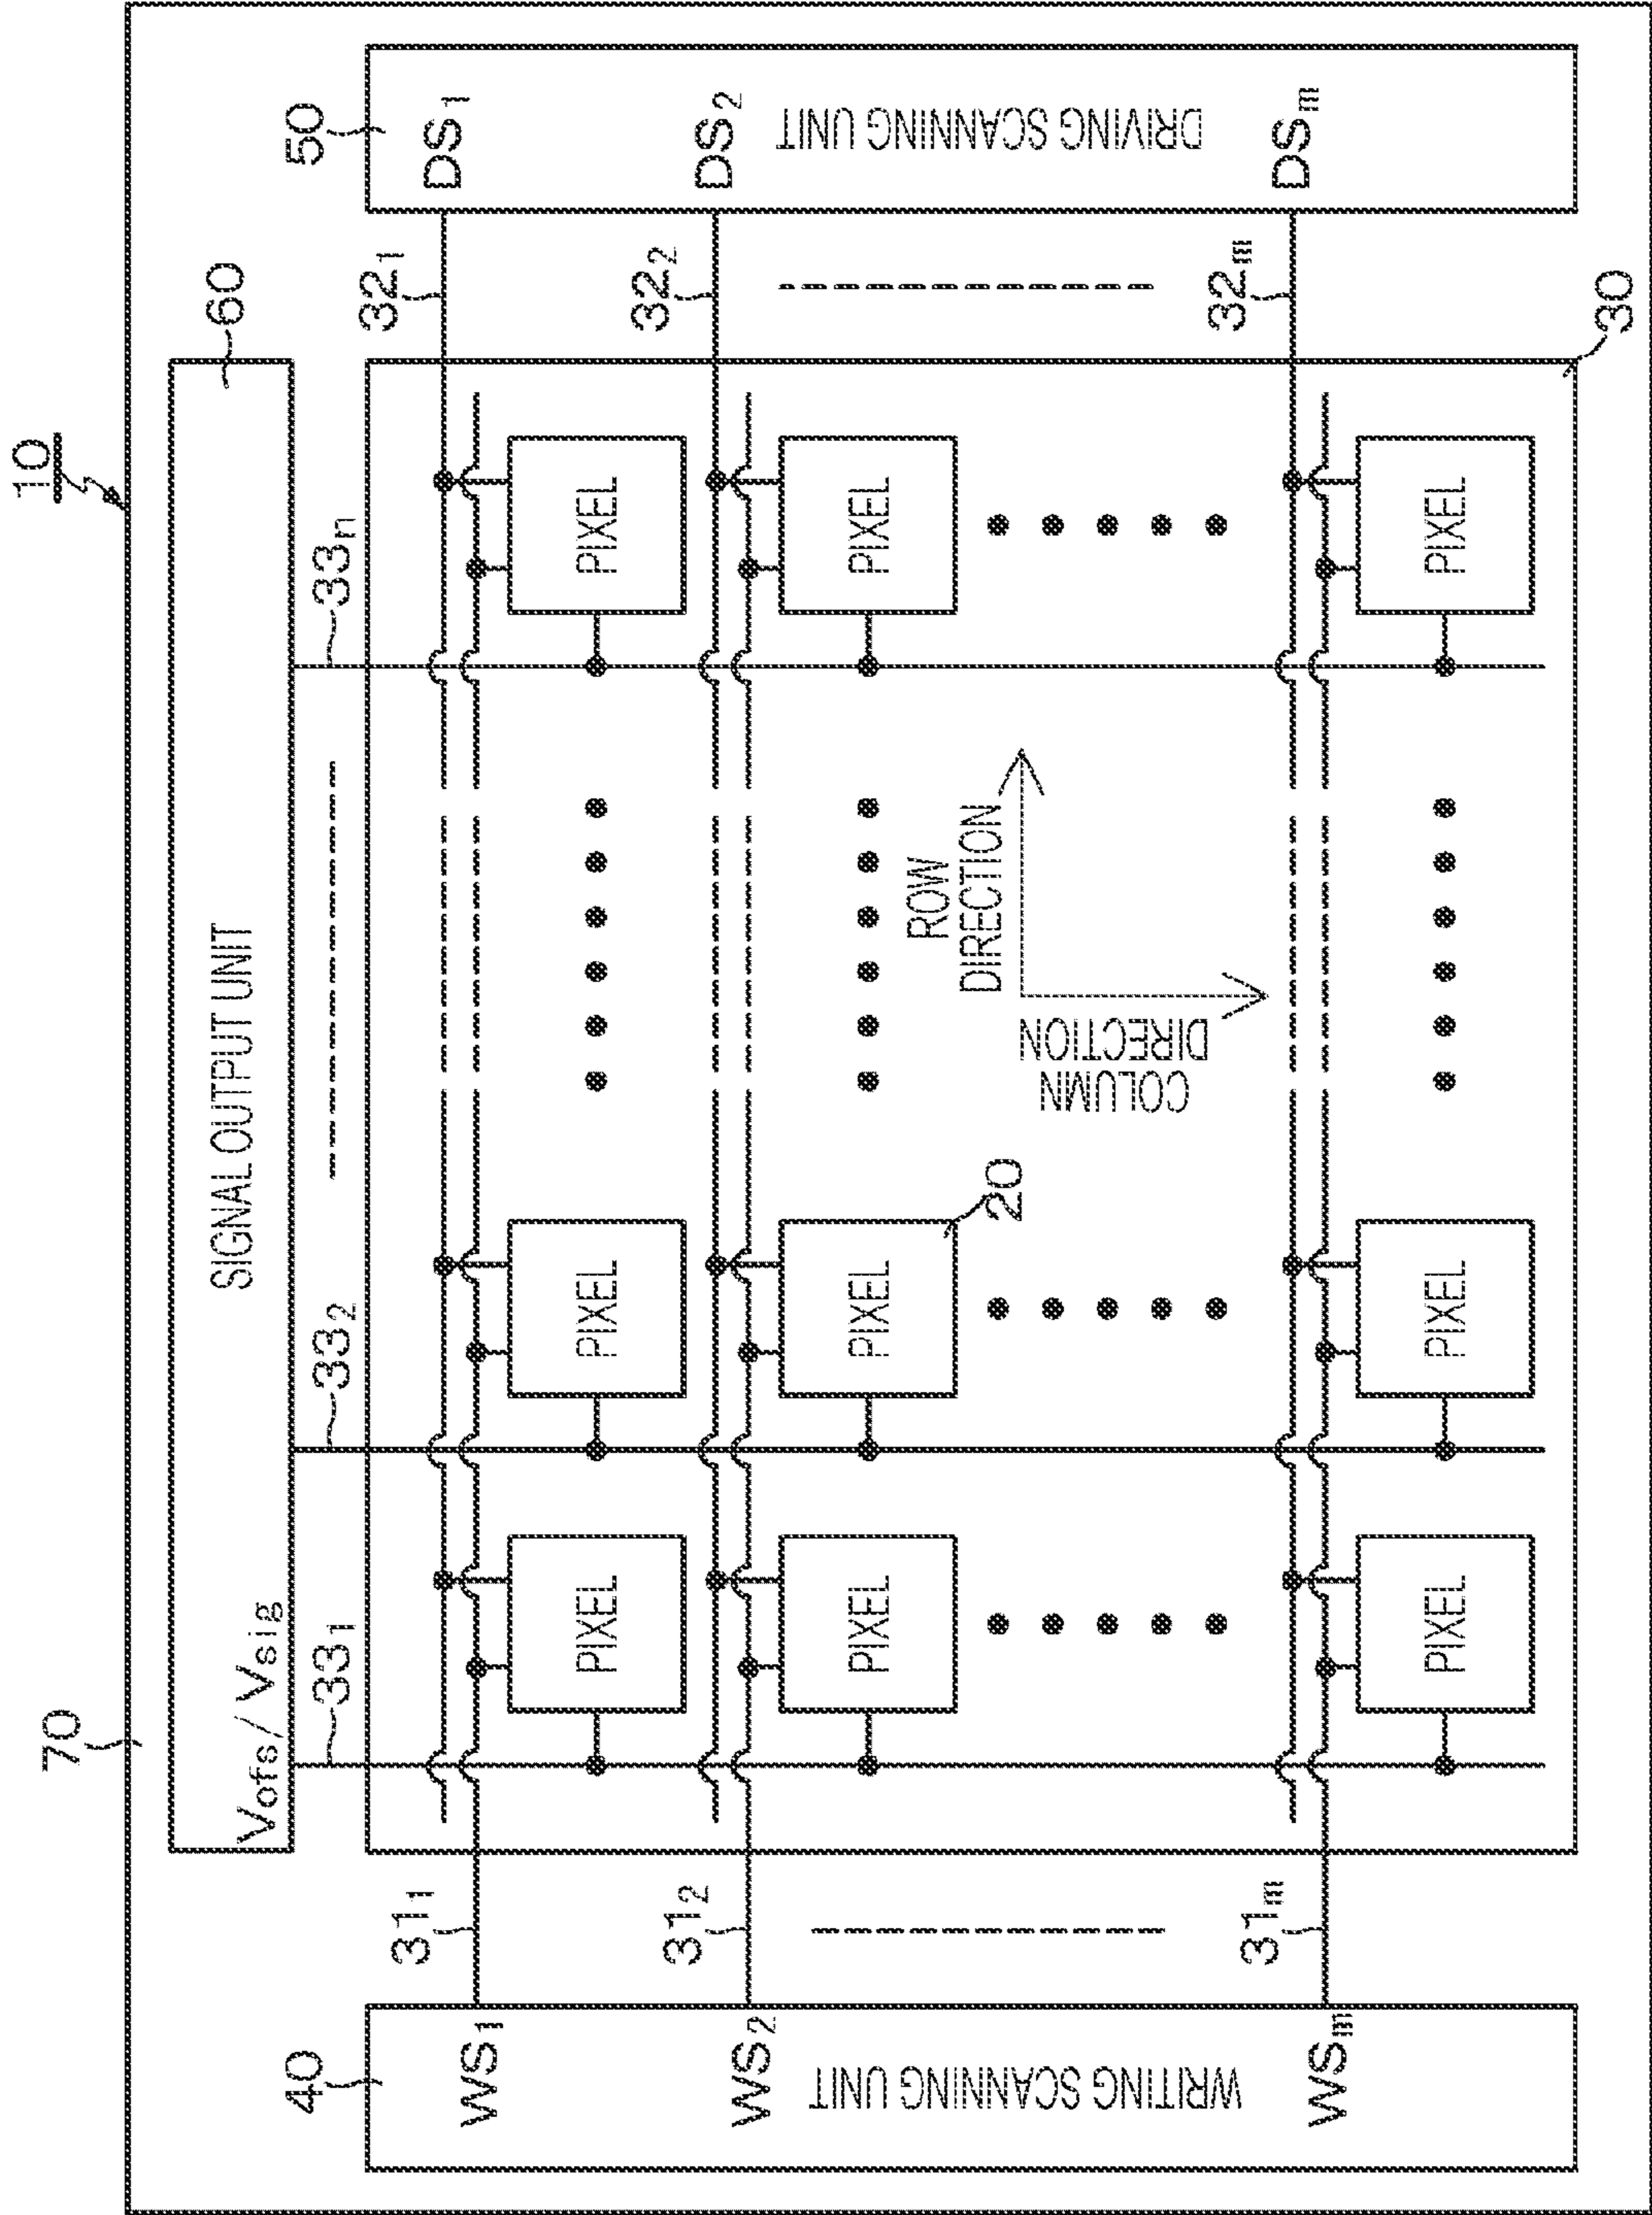 10
70
60
SIGNAL OUTPUT UNIT
Vofs/Vsig
40
33₁
33₂
33ₙ
50
31₁
32₁
WS₁
DS₁
PIXEL
PIXEL
PIXEL
31₂
32₂
WS₂
DS₂
PIXEL
PIXEL
PIXEL
20
WRITING SCANNING UNIT
ROW
DIRECTION
COLUMN
DIRECTION
DRIVING SCANNING UNIT
31ₘ
32ₘ
WSₘ
DSₘ
PIXEL
PIXEL
PIXEL
30